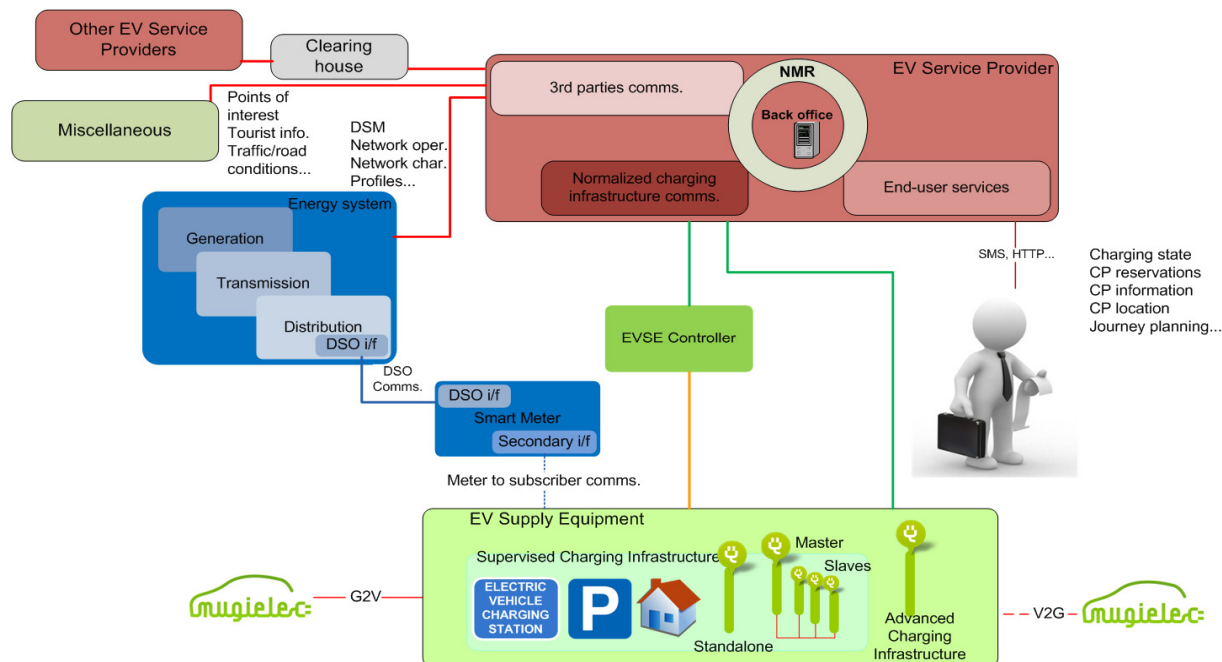 Other EV Service
Providers
Clearing
house
Miscellaneous
Points of
interest
Tourist info.
Traffic/road
conditions...
DSM
Network oper.
Network char.
Profiles...
EV Service Provider
3rd parties comms.
NMR
Back office
Normalized charging
infrastructure comms.
End-user services
Energy system
Generation
Transmission
Distribution
DSO i/f
DSO
Comms.
DSO i/f
Smart Meter
Secondary i/f
Meter to subscriber comms.
EVSE Controller
SMS, HTTP...
Charging state
CP reservations
CP information
CP location
Journey planning...
EV Supply Equipment
Supervised Charging Infrastructure
ELECTRIC
VEHICLE
CHARGING
STATION
P
Standalone
Master
Slaves
Advanced
Charging
Infrastructure
mugielec
G2V
V2G
mugielec